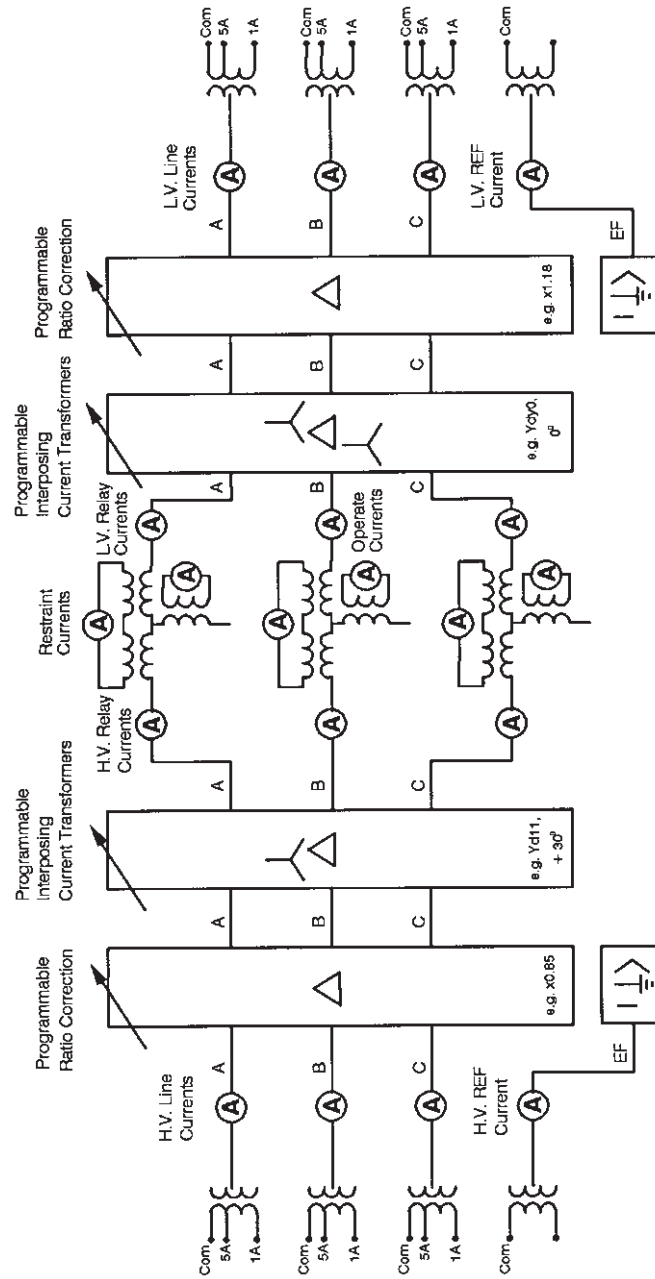 Programmable
Ratio Correction
Programmable
Interposing
Current Transformers
Restraint
Currents
Programmable
Interposing
Current Transformers
Programmable
Ratio Correction
H.V. Line
Currents
H.V. Relay
Currents
L.V. Relay
Currents
L.V. Line
Currents
Com
5A
1A
A
A
A
A
A
A
A
A
A
A
A
A
A
Com
5A
1A
Com
5A
1A
A
B
B
B
A
A
A
A
Operate
Currents
B
B
B
A
Com
5A
1A
Com
5A
1A
A
C
C
C
A
A
A
A
C
C
C
A
Com
5A
1A
e.g. x0.85
e.g. Yd11,
+ 30⁰
e.g. Ydy0,
0⁰
e.g. x1.18
H.V. REF
Current
L.V. REF
Current
Com
A
EF
I >
I >
EF
A
Com